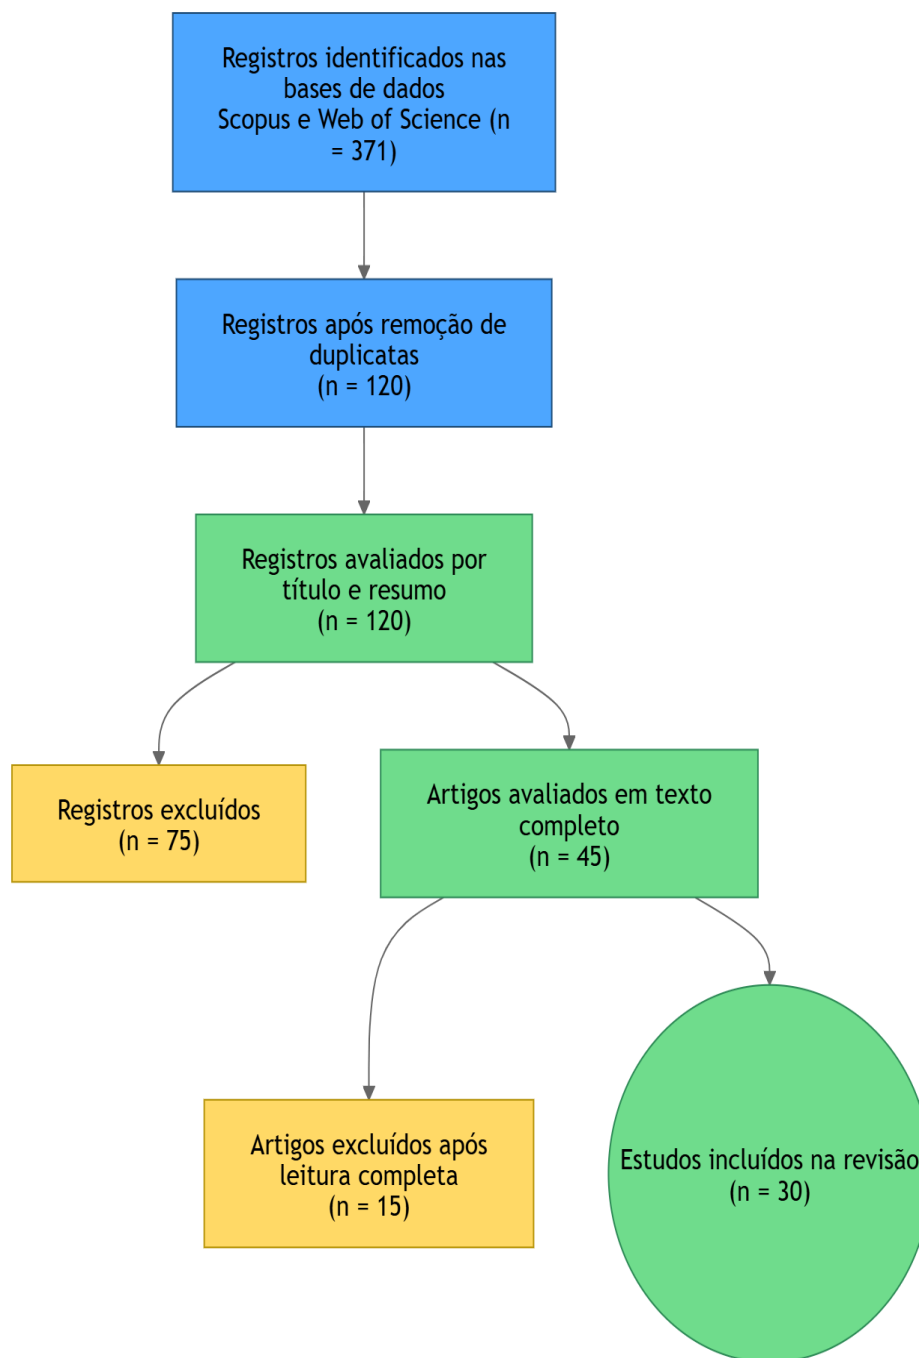 Registros identificados nas
bases de dados
Scopus e Web of Science (n
= 371)
Registros após remoção de
duplicatas
(n = 120)
Registros avaliados por
título e resumo
(n = 120)
Registros excluídos
(n = 75)
Artigos avaliados em texto
completo
(n = 45)
Artigos excluídos após
leitura completa
(n = 15)
Estudos incluídos na revisão
(n = 30)